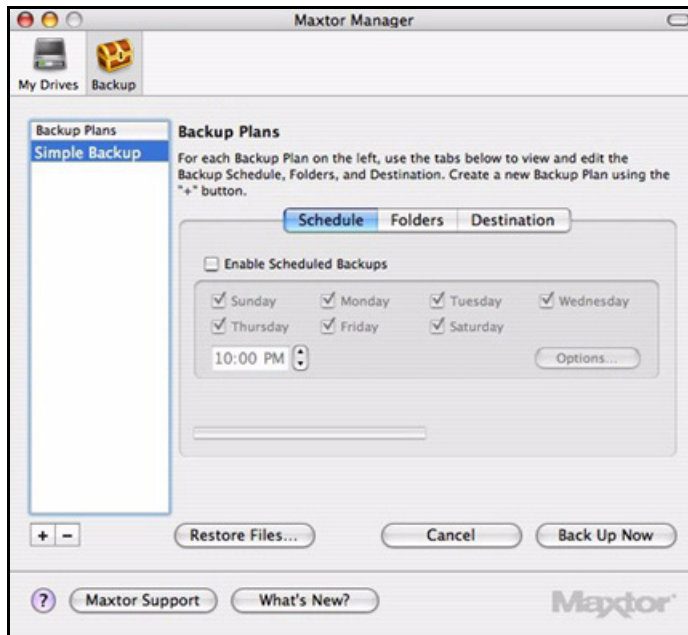 Maxtor Manager
My Drives Backup
Backup Plans
Simple Backup
Backup Plans
For each Backup Plan on the left, use the tabs below to view and edit the
Backup Schedule, Folders, and Destination. Create a new Backup Plan using the
"+" button.
Schedule Folders Destination
Enable Scheduled Backups
Sunday Monday Tuesday Wednesday
Thursday Friday Saturday
10:00 PM Options...
+ − Restore Files... Cancel Back Up Now
? Maxtor Support What's New? Maxtor